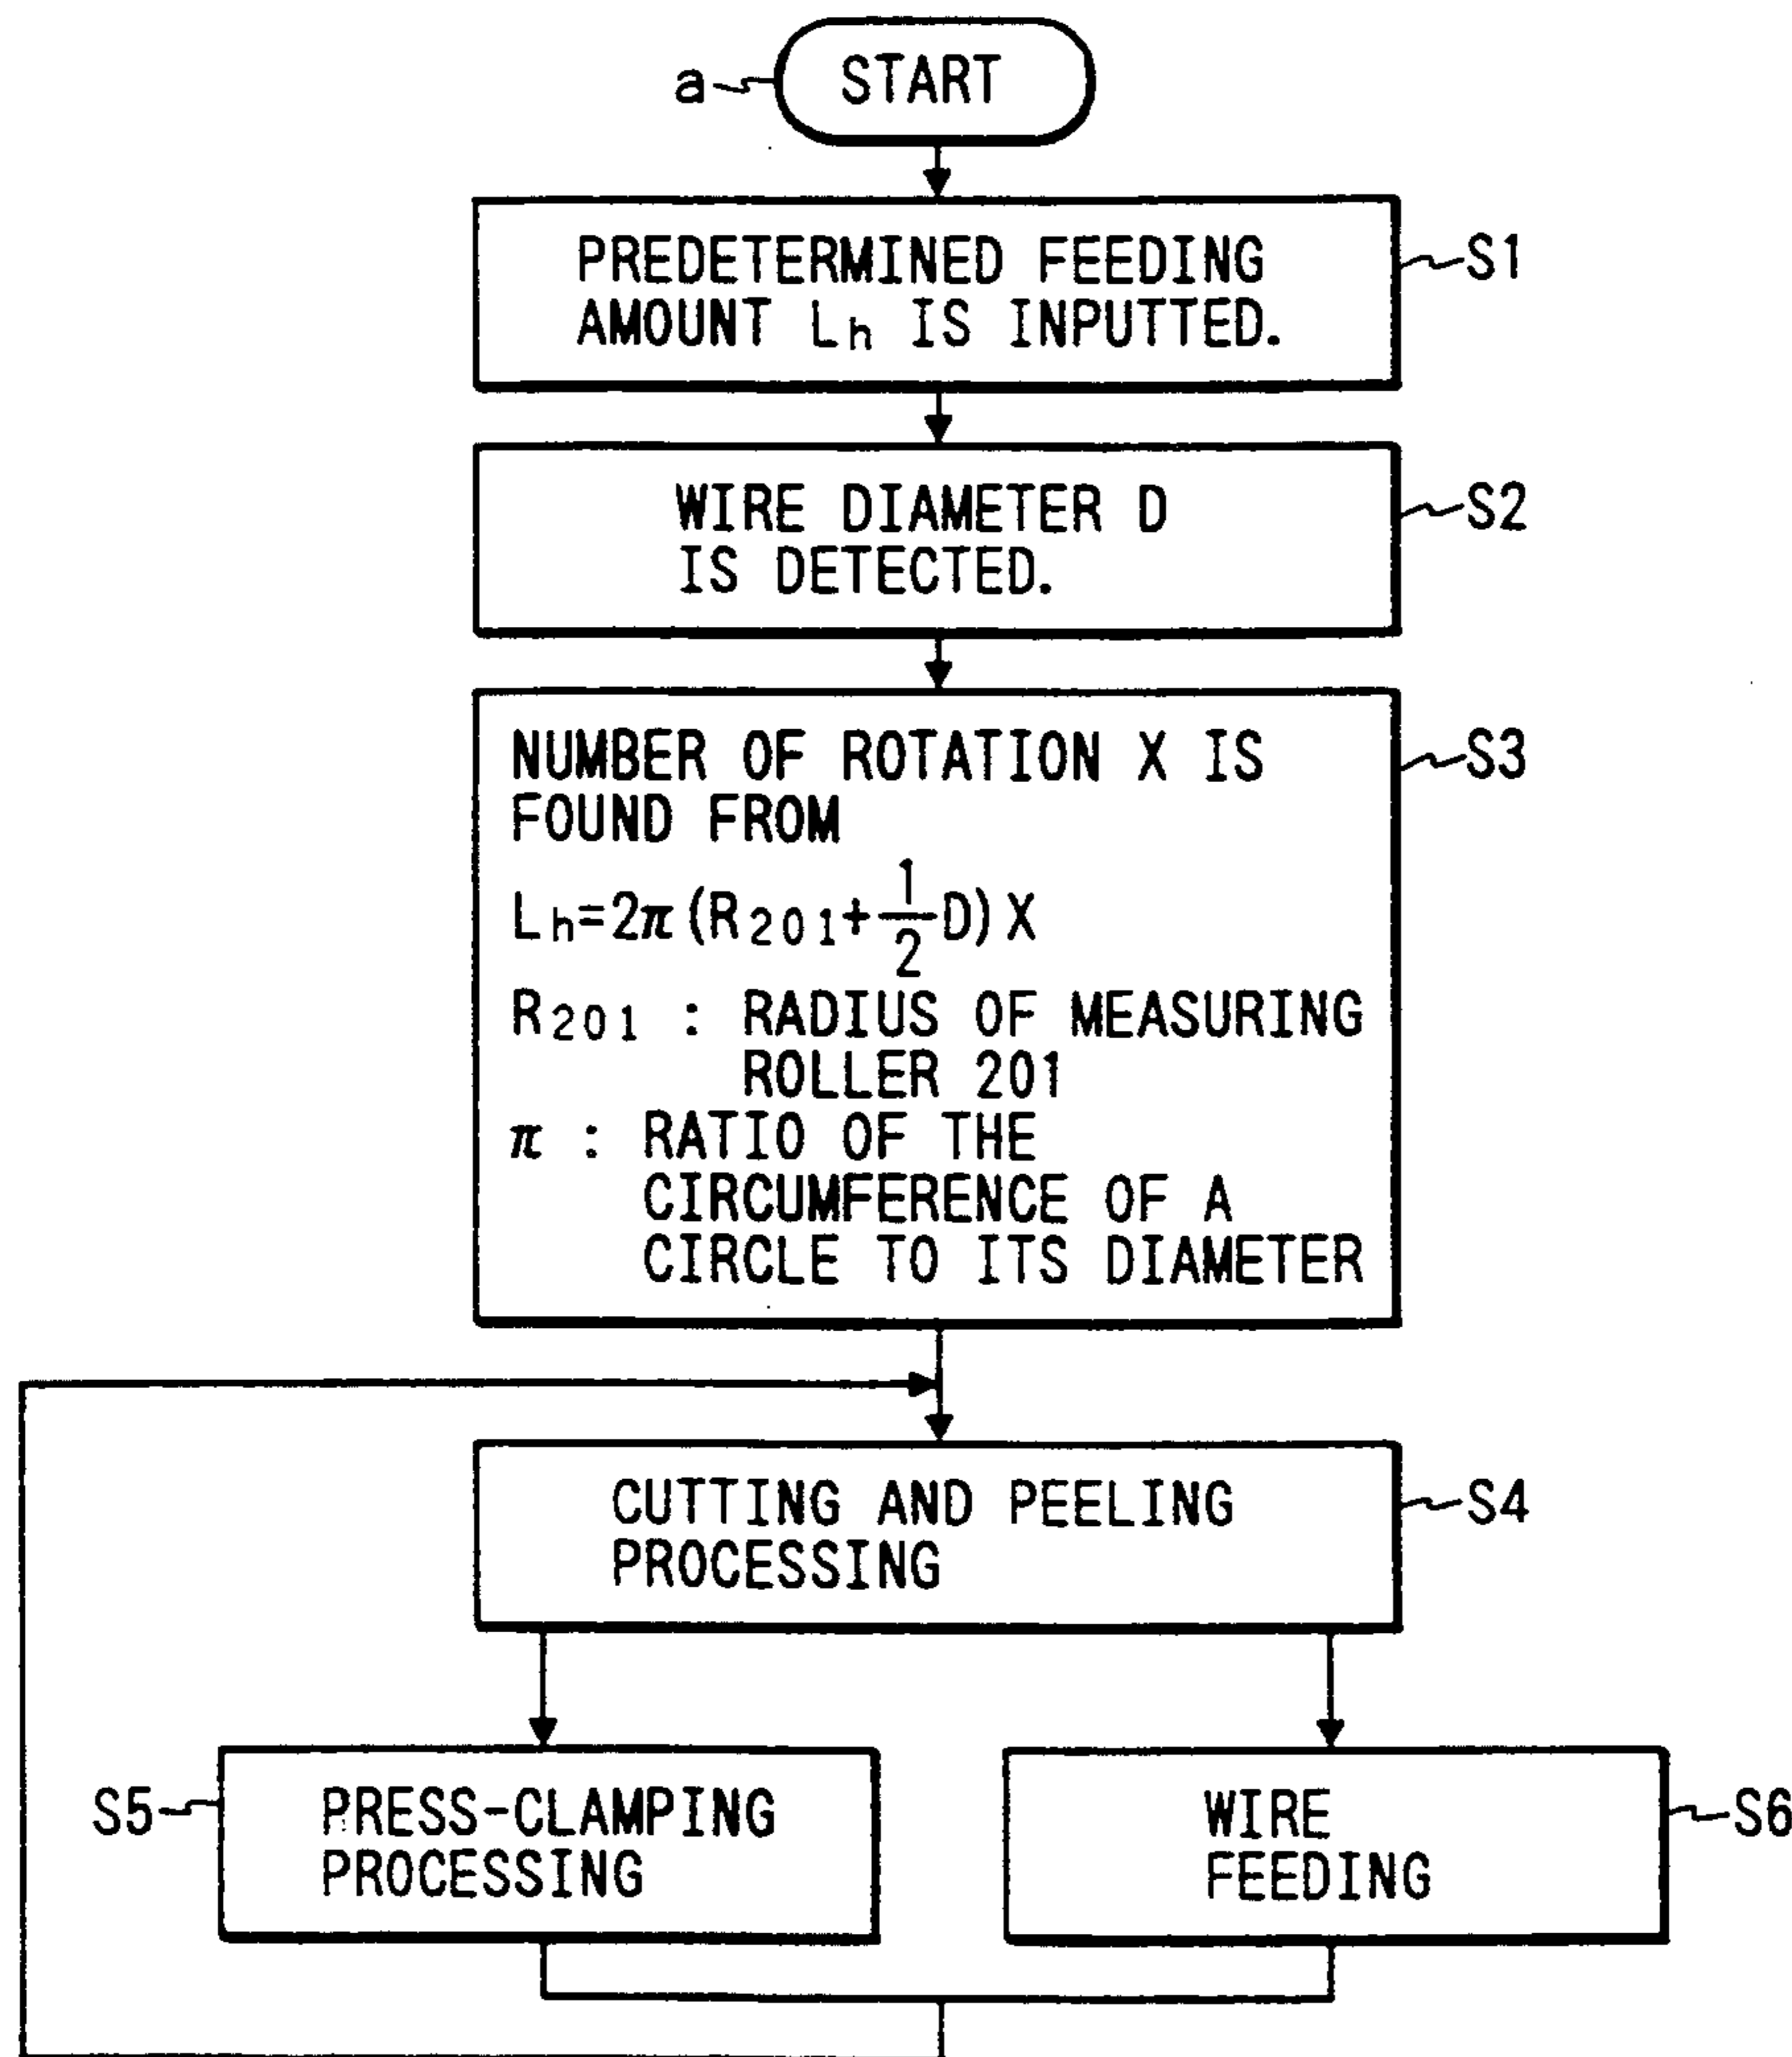 a START
PREDETERMINED FEEDING
AMOUNT Lh IS INPUTTED.
S1
WIRE DIAMETER D
IS DETECTED.
S2
NUMBER OF ROTATION X IS
FOUND FROM
Lh=2π(R201+1/2D)X
R201 : RADIUS OF MEASURING
ROLLER 201
π : RATIO OF THE
CIRCUMFERENCE OF A
CIRCLE TO ITS DIAMETER
S3
CUTTING AND PEELING
PROCESSING
S4
S5
PRESS-CLAMPING
PROCESSING
WIRE
FEEDING
S6